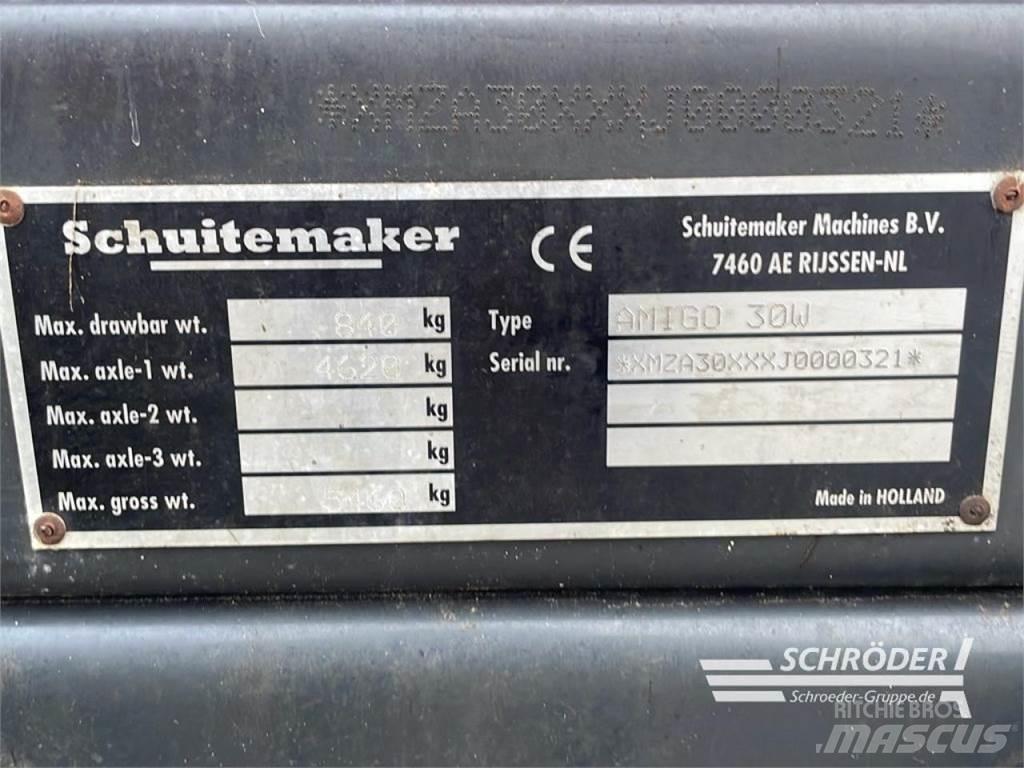 *XMZA30XXXJ0000321*
Schuitemaker
CE
Schuitemaker Machines B.V.
7460 AE RIJSSEN-NL
Max. drawbar wt. 840 kg
Max. axle-1 wt. 4620 kg
Max. axle-2 wt. kg
Max. axle-3 wt. kg
Max. gross wt. 5460 kg
Type AMIGO 30W
Serial nr. *XMZA30XXXJ0000321*
Made in HOLLAND
SCHRÖDER
Schroeder-Gruppe.de
RITCHIE BROS
MASCUS